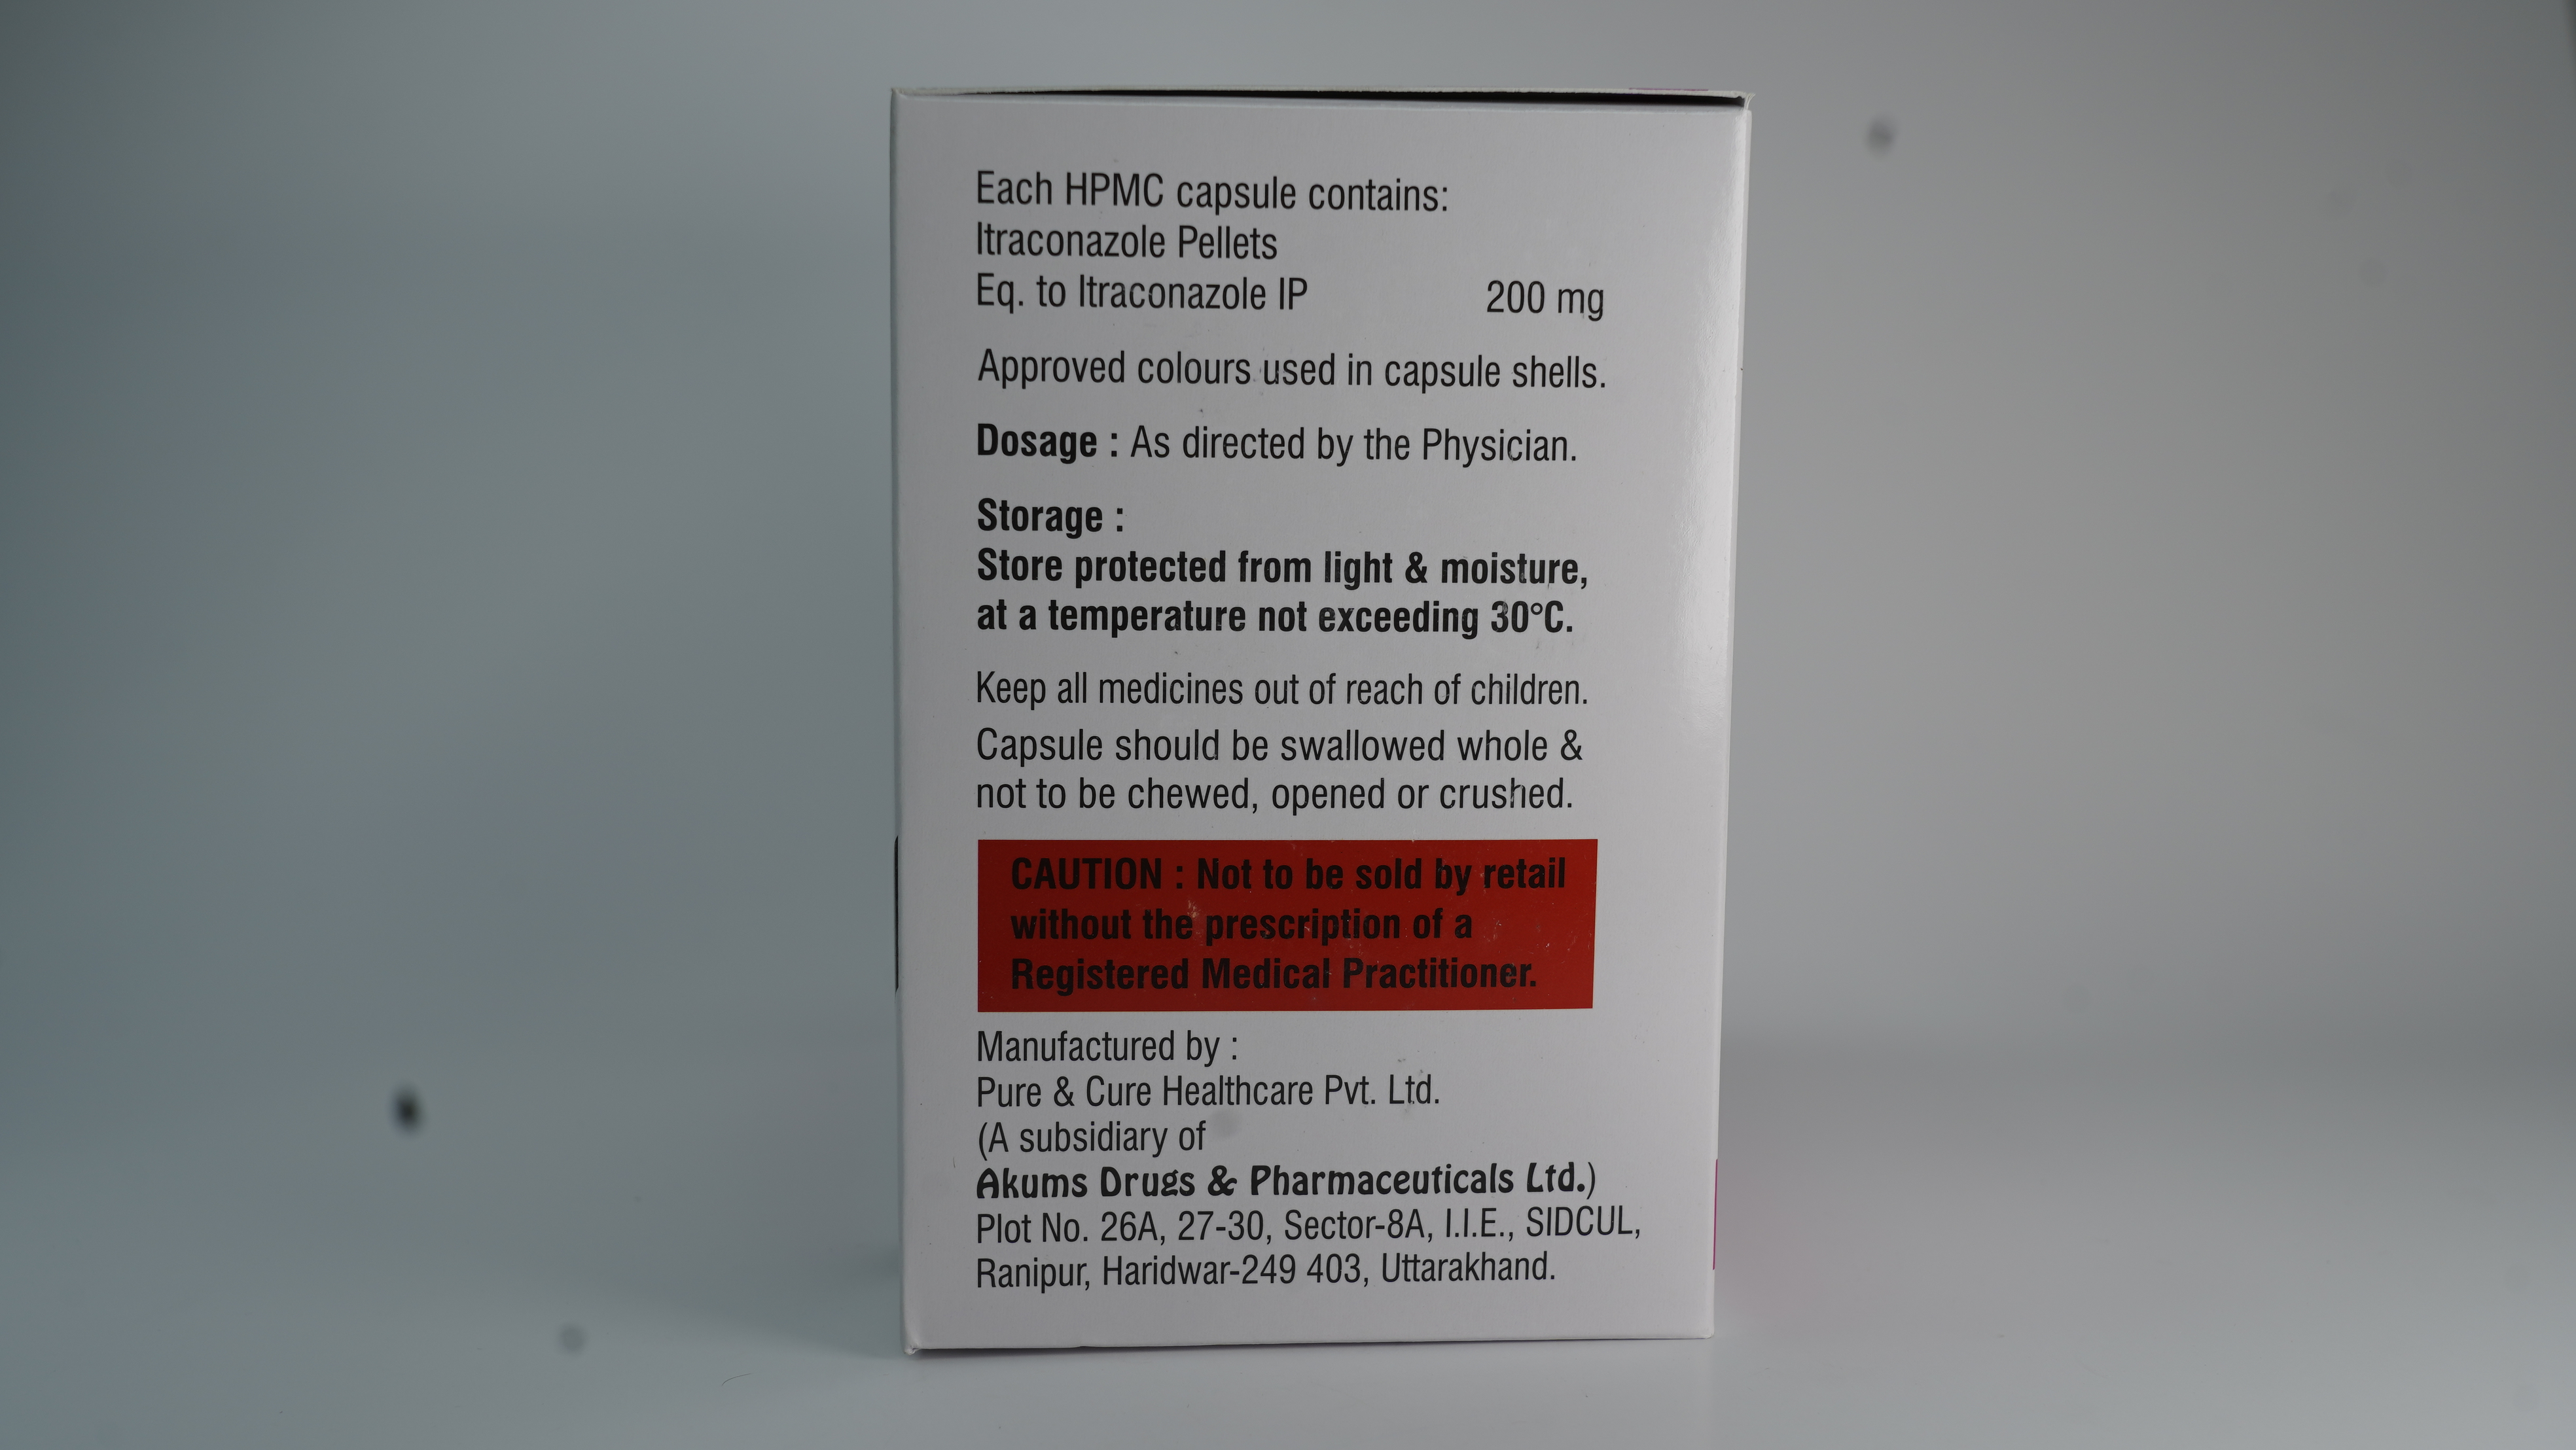 Each HPMC capsule contains:
Itraconazole Pellets
Eq. to Itraconazole IP 200 mg
Approved colours used in capsule shells.
Dosage : As directed by the Physician.
Storage :
Store protected from light & moisture,
at a temperature not exceeding 30°C.
Keep all medicines out of reach of children.
Capsule should be swallowed whole &
not to be chewed, opened or crushed.
CAUTION : Not to be sold by retail
without the prescription of a
Registered Medical Practitioner.
Manufactured by :
Pure & Cure Healthcare Pvt. Ltd.
(A subsidiary of
Akums Drugs & Pharmaceuticals Ltd.)
Plot No. 26A, 27-30, Sector-8A, I.I.E., SIDCUL,
Ranipur, Haridwar-249 403, Uttarakhand.